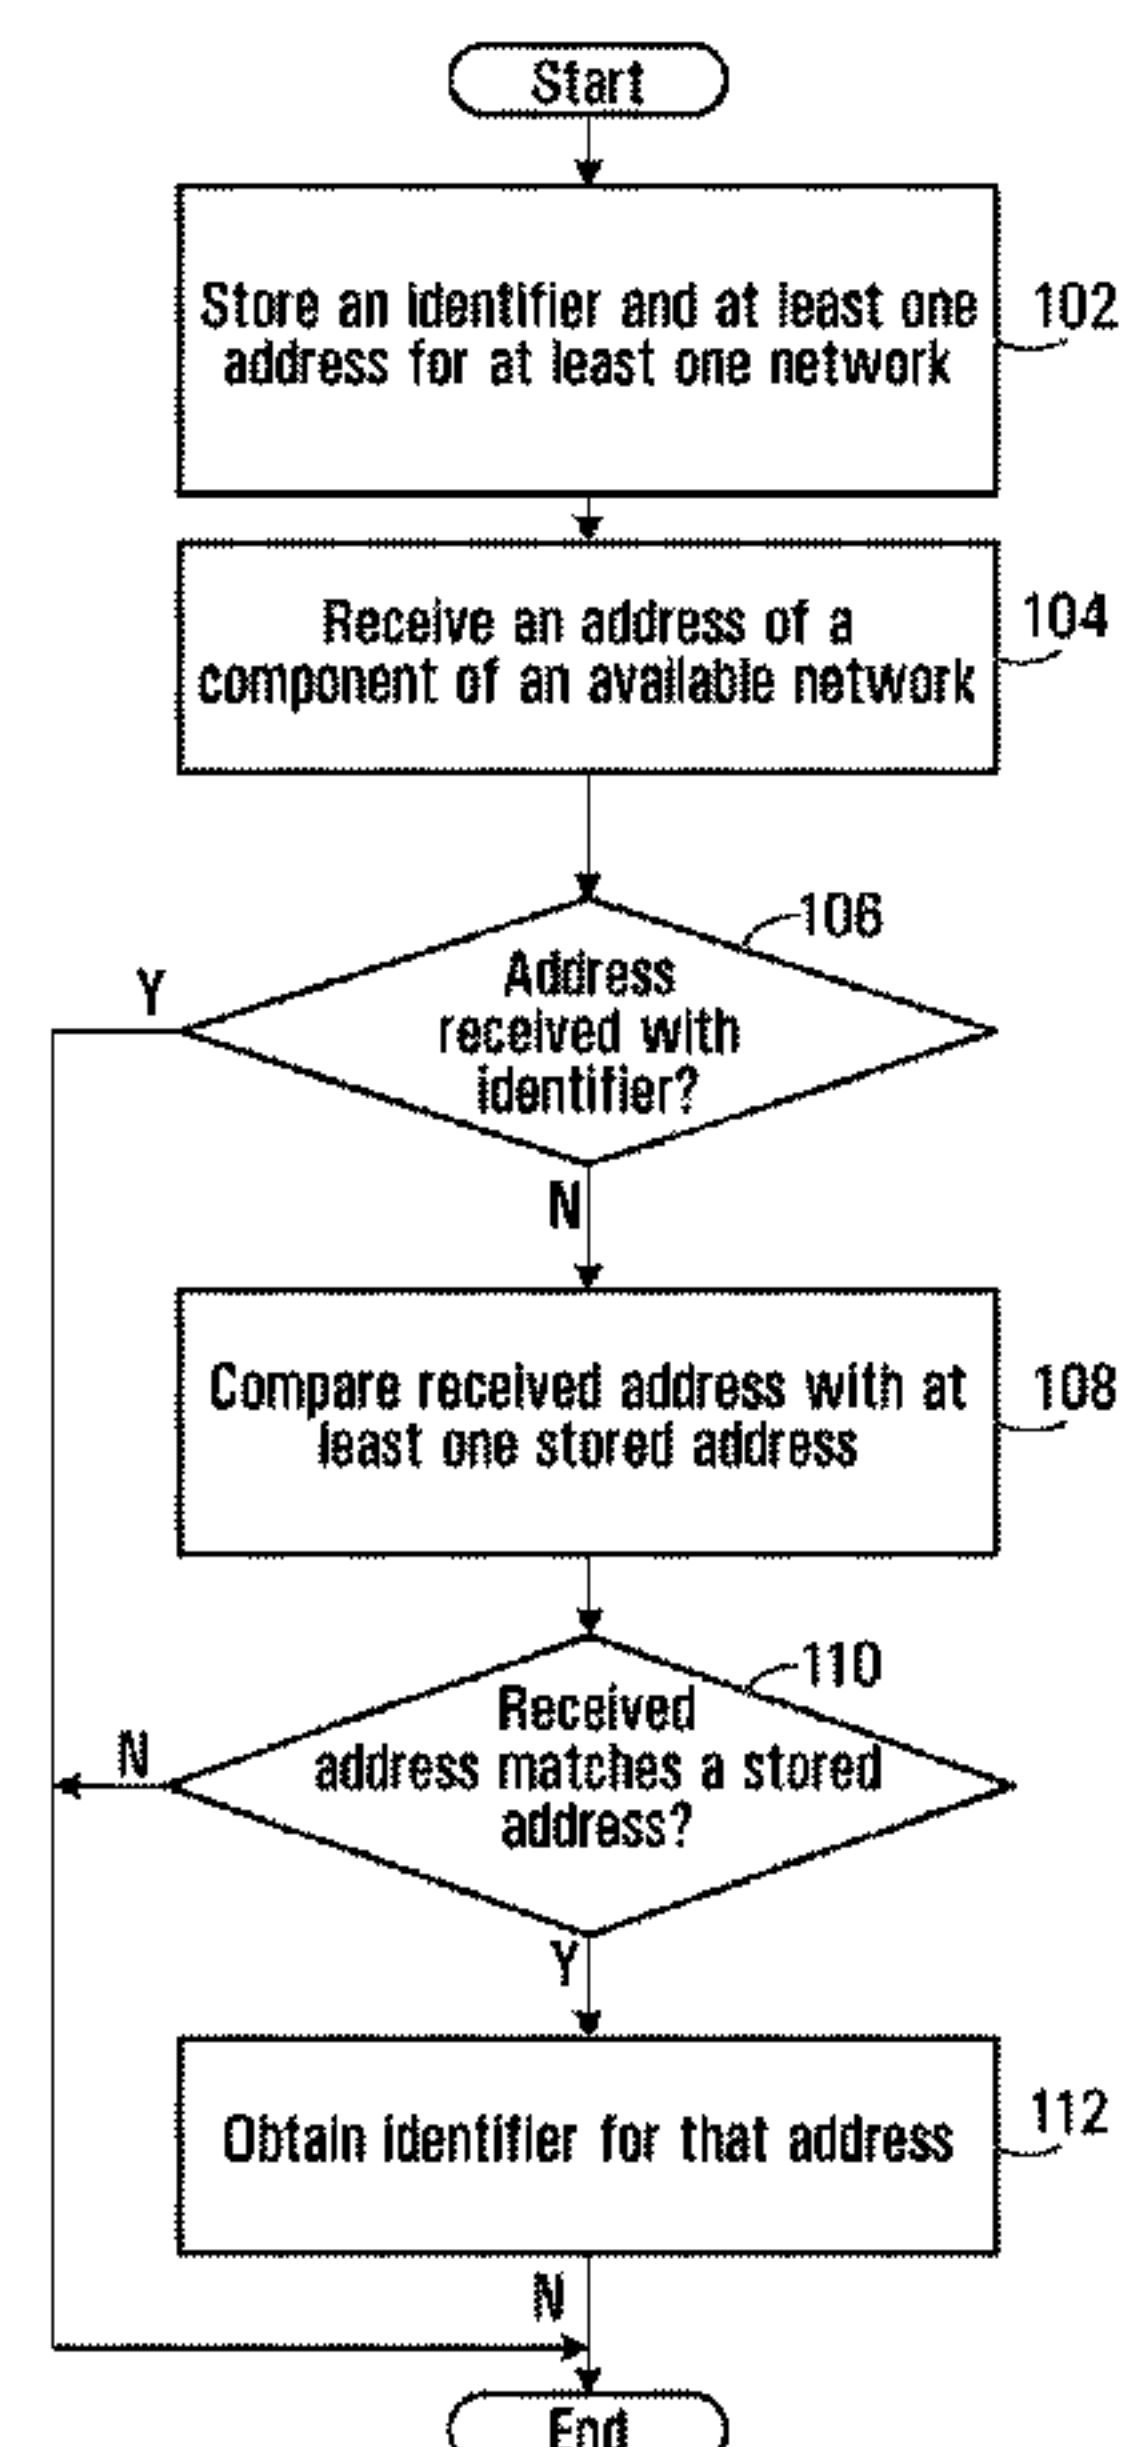 Start
Store an identifier and at least one
address for at least one network
102
Receive an address of a
component of an available network
104
106
Address
received with
identifier?
Y
N
Compare received address with at
least one stored address
108
110
Received
address matches a stored
address?
N
Y
Obtain identifier for that address
112
N
End